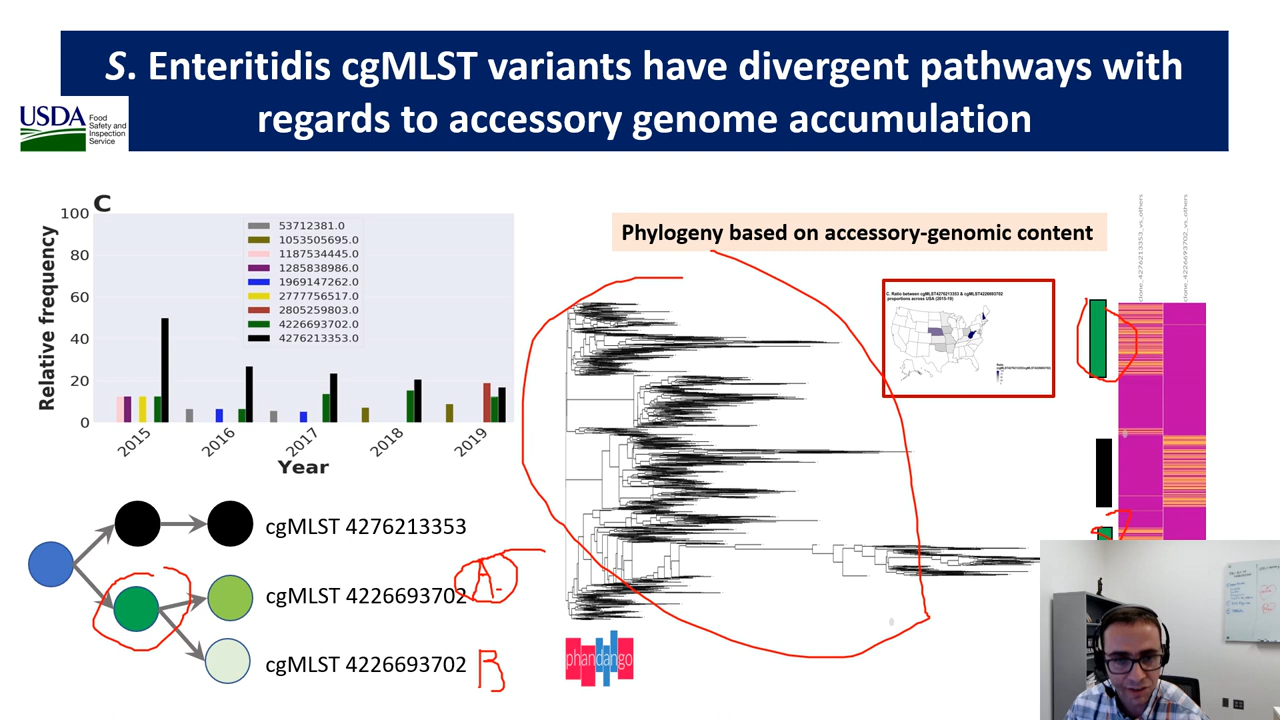 S. Enteritidis cgMLST variants have divergent pathways with
regards to accessory genome accumulation
USDA
Food
Safety and
Inspection
Service
C
Relative frequency
100
80
60
40
20
0
53712381.0
1053505695.0
1187534445.0
1285838986.0
1969147262.0
2777756517.0
2805259803.0
4226693702.0
4276213353.0
2015
2016
2017
2018
2019
Year
Phylogeny based on accessory-genomic content
C. Ratio between cgMLST4276213353 & cgMLST4226693702
proportions across USA (2015-19)
clone_4276213353_vs_others
clone_4226693702_vs_others
cgMLST 4276213353
cgMLST 4226693702
A.
cgMLST 4226693702
B
phandango